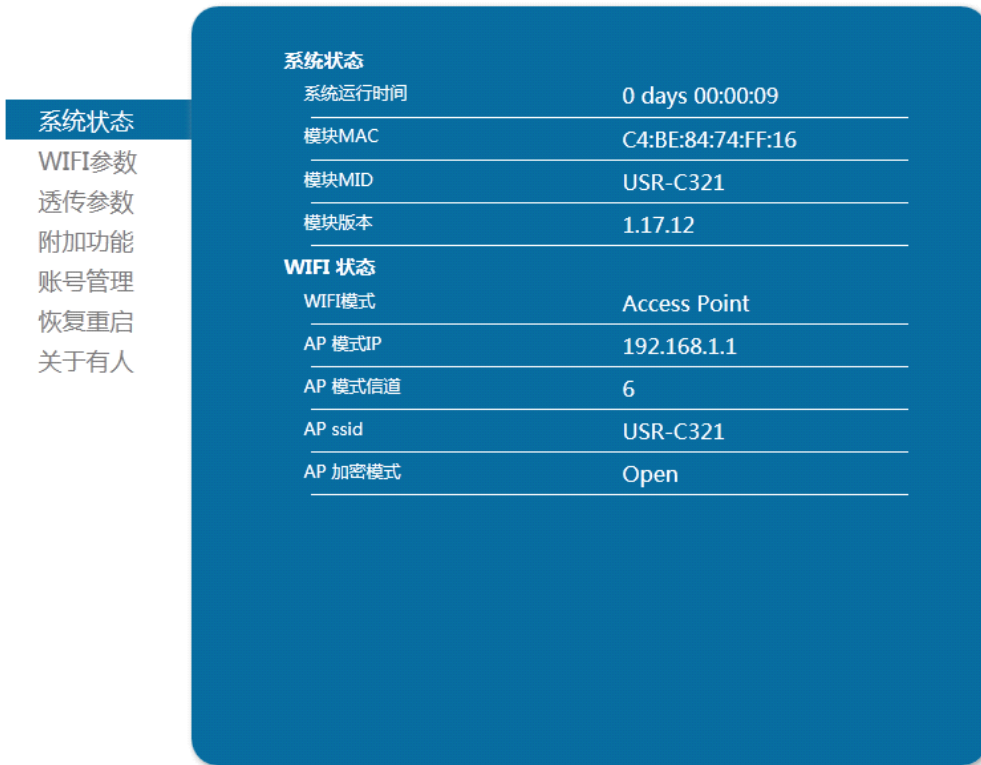 系统状态
WIFI参数
透传参数
附加功能
账号管理
恢复重启
关于有人
系统状态
系统运行时间 0 days 00:00:09
模块MAC C4:BE:84:74:FF:16
模块MID USR-C321
模块版本 1.17.12
WIFI 状态
WIFI模式 Access Point
AP 模式IP 192.168.1.1
AP 模式信道 6
AP ssid USR-C321
AP 加密模式 Open